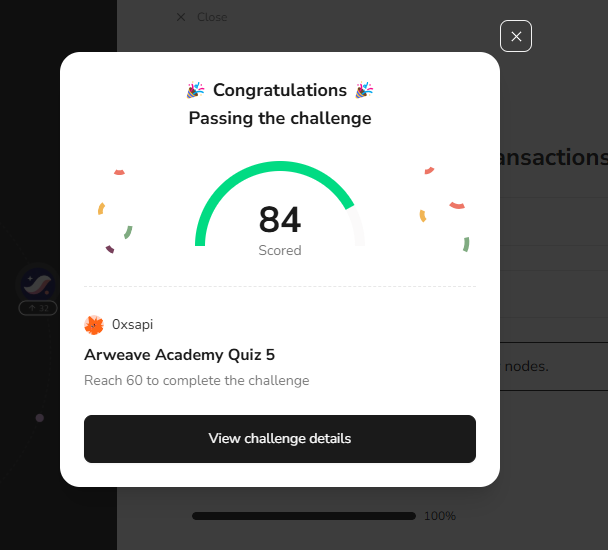 Close
Congratulations
Passing the challenge
ansactions
84
Scored
32
0xsapi
Arweave Academy Quiz 5
Reach 60 to complete the challenge
nodes.
View challenge details
100%